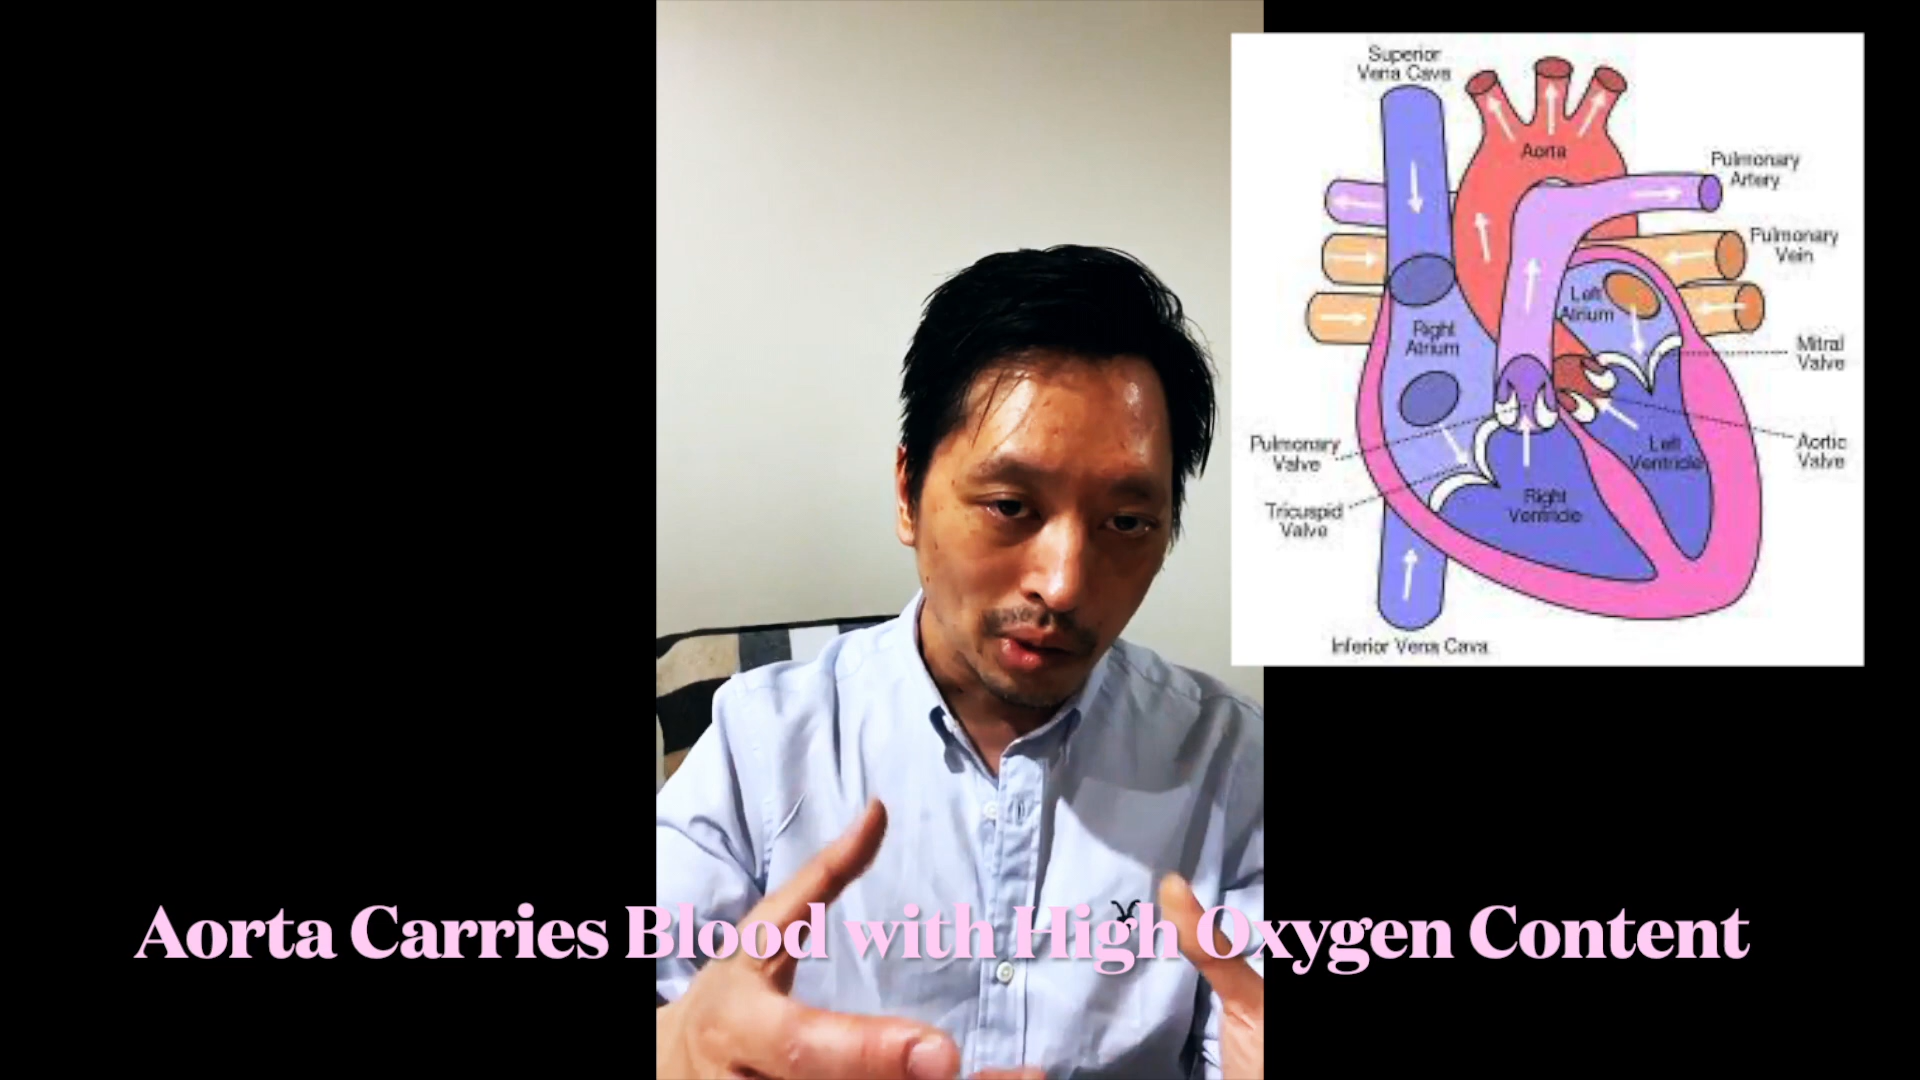 Superior
Vena Cava
Aorta
Pulmonary
Artery
Pulmonary
Vein
Left
Atrium
Right
Atrium
Mitral
Valve
Pulmonary
Valve
Left
Ventricle
Aortic
Valve
Tricuspid
Valve
Right
Ventricle
Inferior Vena Cava
Aorta Carries Blood with High Oxygen Content